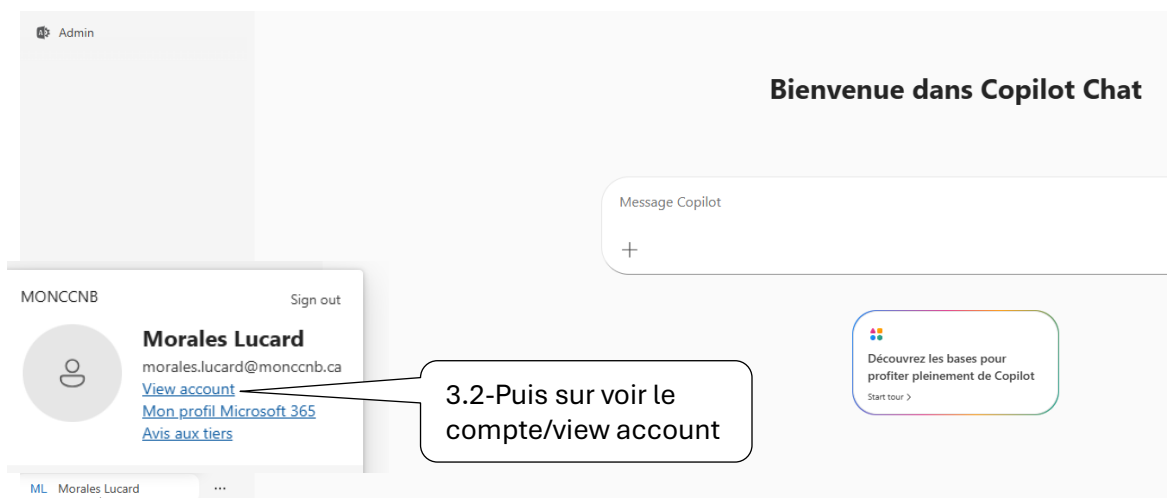 Admin
Bienvenue dans Copilot Chat
Message Copilot
MONCCNB
Sign out
Morales Lucard
morales.lucard@monccnb.ca
View account
Mon profil Microsoft 365
Avis aux tiers
3.2-Puis sur voir le
compte/view account
Découvrez les bases pour
profiter pleinement de Copilot
Start tour >
ML Morales Lucard ...